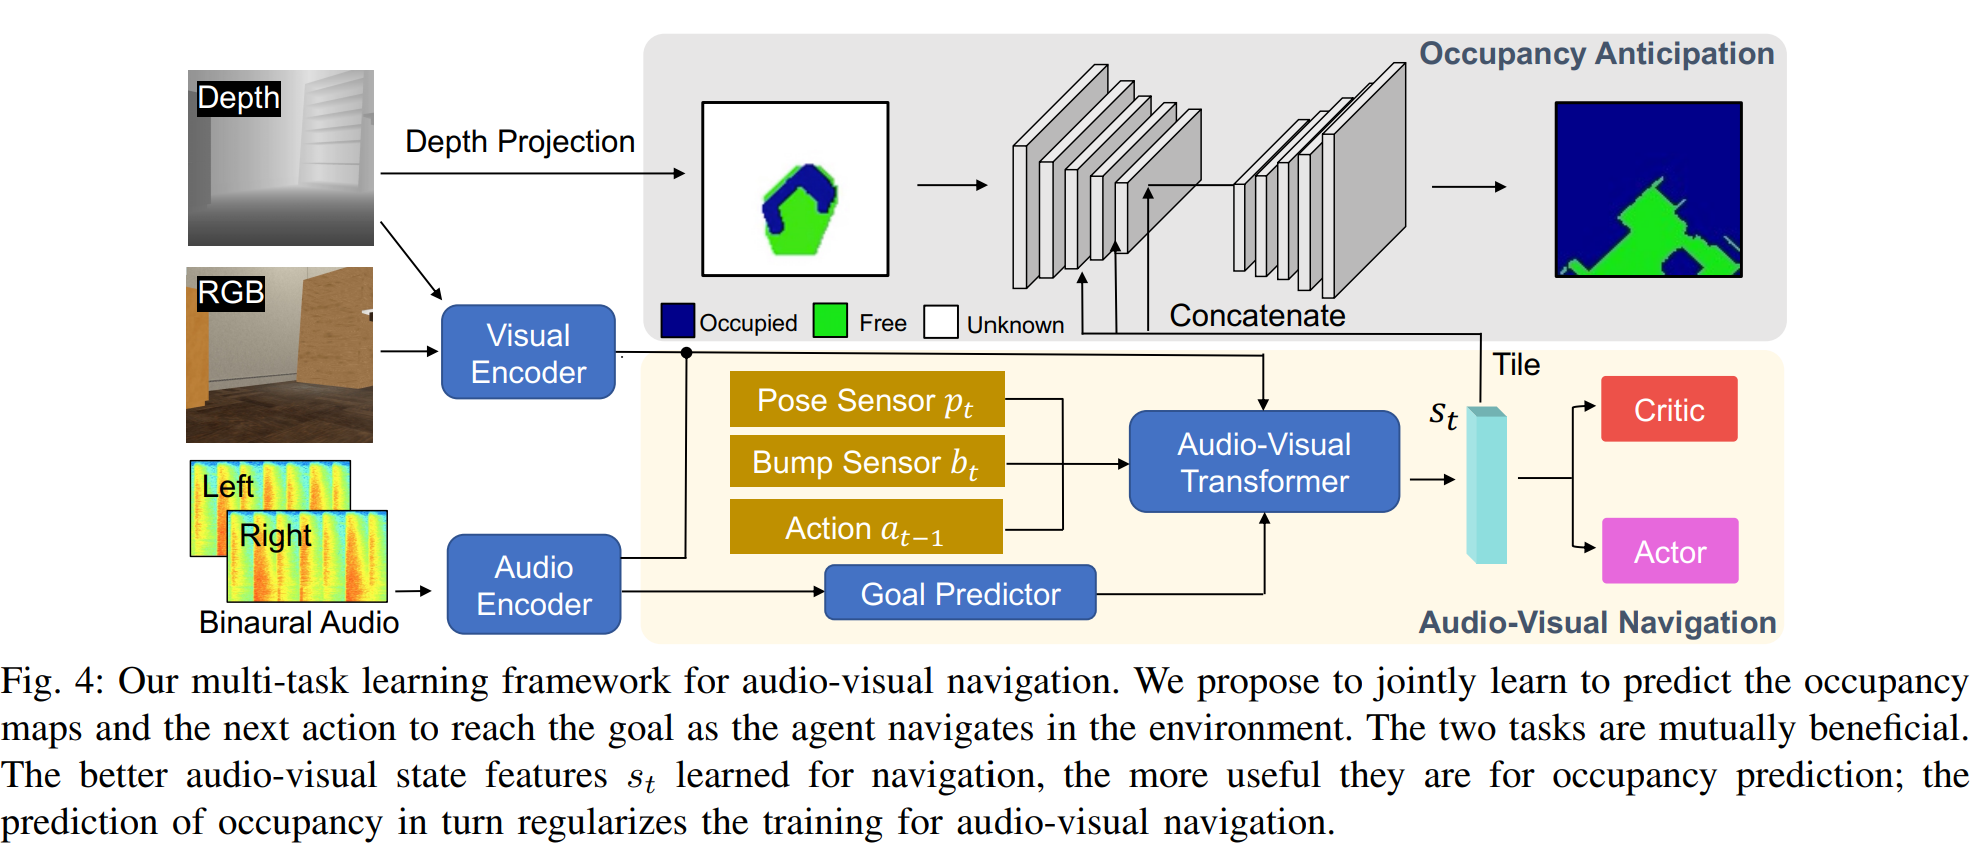 Occupancy Anticipation
Depth
Depth Projection
RGB
Occupied
Free
Unknown
Concatenate
Visual
Encoder
Tile
Pose Sensor pₜ
Bump Sensor bₜ
Action aₜ₋₁
Audio-Visual
Transformer
sₜ
Critic
Actor
Left
Right
Binaural Audio
Audio
Encoder
Goal Predictor
Audio-Visual Navigation
Fig. 4: Our multi-task learning framework for audio-visual navigation. We propose to jointly learn to predict the occupancy
maps and the next action to reach the goal as the agent navigates in the environment. The two tasks are mutually beneficial.
The better audio-visual state features sₜ learned for navigation, the more useful they are for occupancy prediction; the
prediction of occupancy in turn regularizes the training for audio-visual navigation.